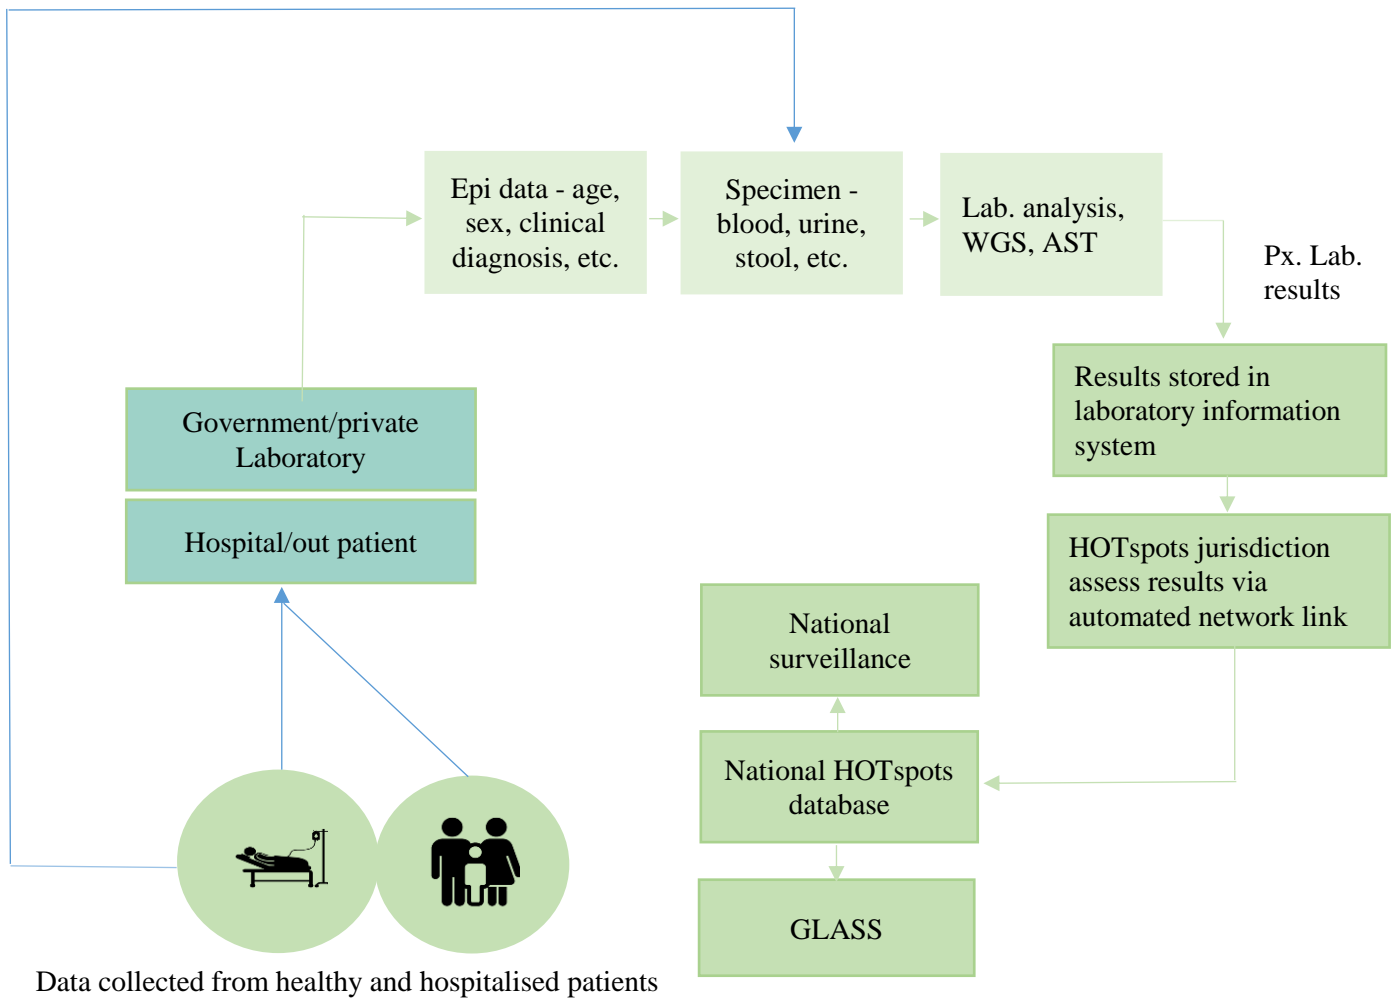 Epi data - age,
sex, clinical
diagnosis, etc.
Specimen -
blood, urine,
stool, etc.
Lab. analysis,
WGS, AST
Px. Lab.
results
Results stored in
laboratory information
system
Government/private
Laboratory
Hospital/out patient
HOTspots jurisdiction
assess results via
automated network link
National
surveillance
National HOTspots
database
GLASS
Data collected from healthy and hospitalised patients